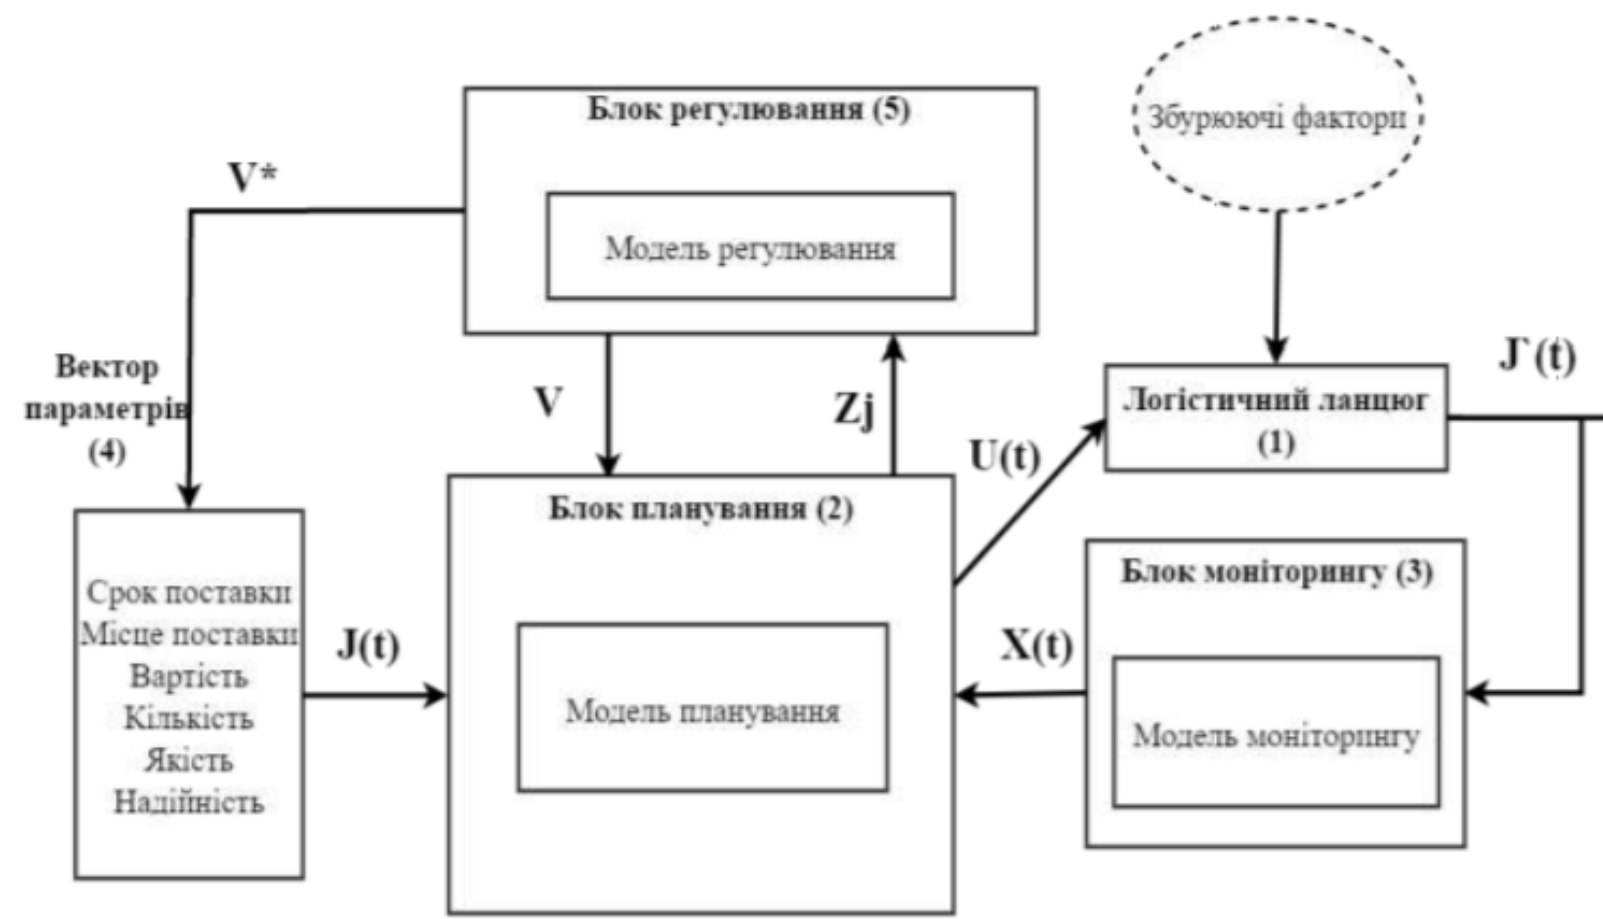 Блок регулювання (5)
Збурюючі фактори
V*
Модель регулювання
Вектор
параметрів
(4)
V
Zj
U(t)
Логістичний ланцюг
(1)
J`(t)
Блок планування (2)
Блок моніторингу (3)
Срок поставки
Місце поставки
Вартість
Кількість
Якість
Надійність
J(t)
X(t)
Модель планування
Модель моніторингу